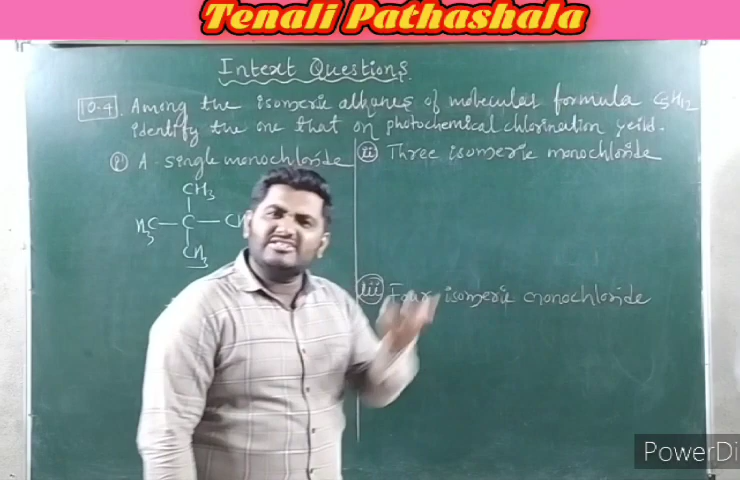 Tenali Pathashala
Intext Questions
10.4. Among the isomeric alkanes of molecular formula C5H12
identify the one that on photochemical chlorination yeild.
(i) A single monochloride
(ii) Three isomeric monochloride
CH3
H3C—C—CH
CH3
(iii) Four isomeric monochloride
PowerDi